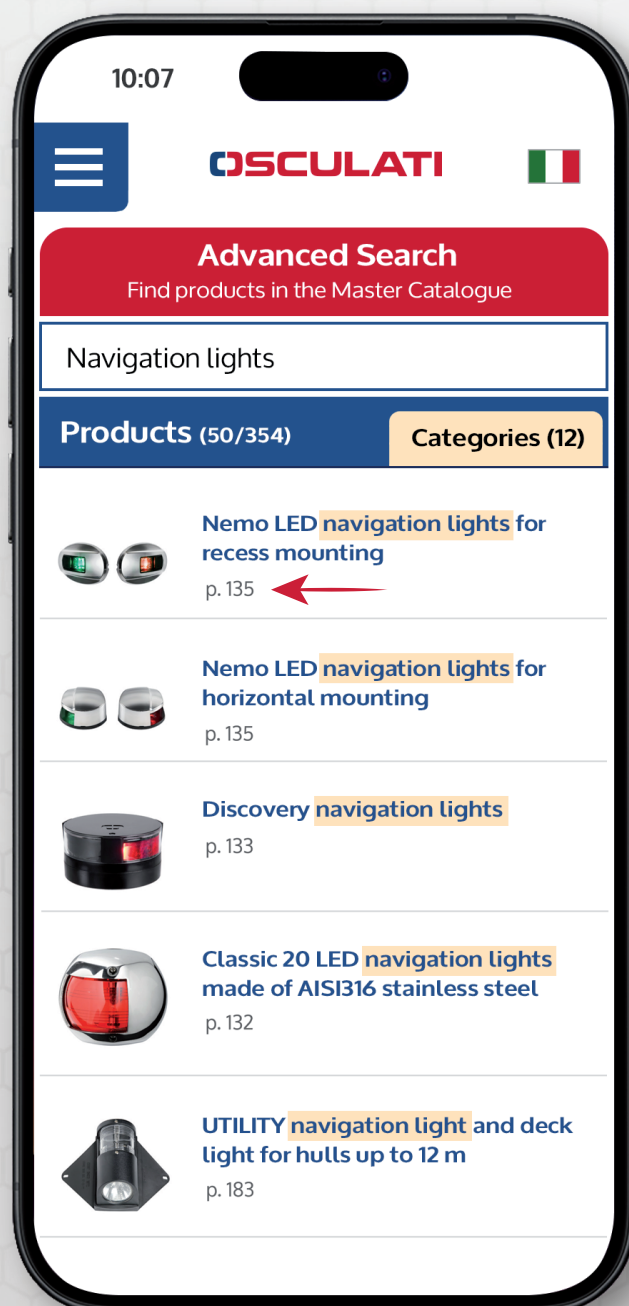 10:07
OSCULATI
Advanced Search
Find products in the Master Catalogue
Navigation lights
Products (50/354)
Categories (12)
Nemo LED navigation lights for
recess mounting
p. 135
Nemo LED navigation lights for
horizontal mounting
p. 135
Discovery navigation lights
p. 133
Classic 20 LED navigation lights
made of AISI316 stainless steel
p. 132
UTILITY navigation light and deck
light for hulls up to 12 m
p. 183